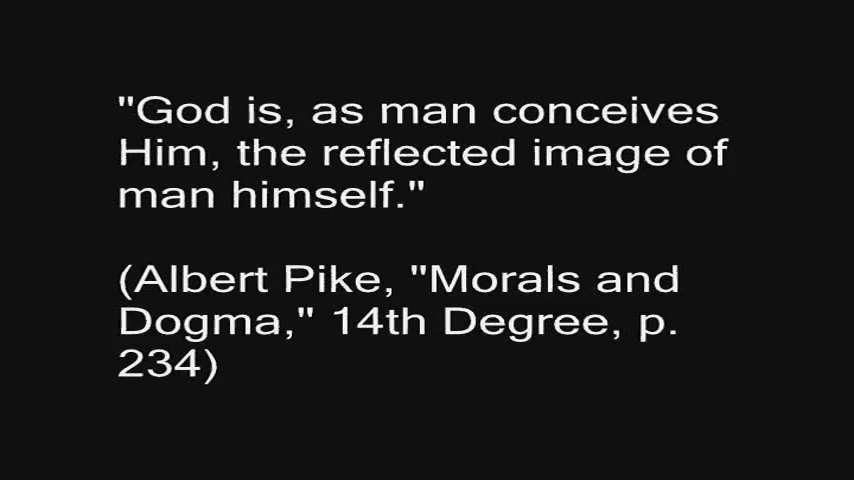 "God is, as man conceives
Him, the reflected image of
man himself."
(Albert Pike, "Morals and
Dogma," 14th Degree, p.
234)